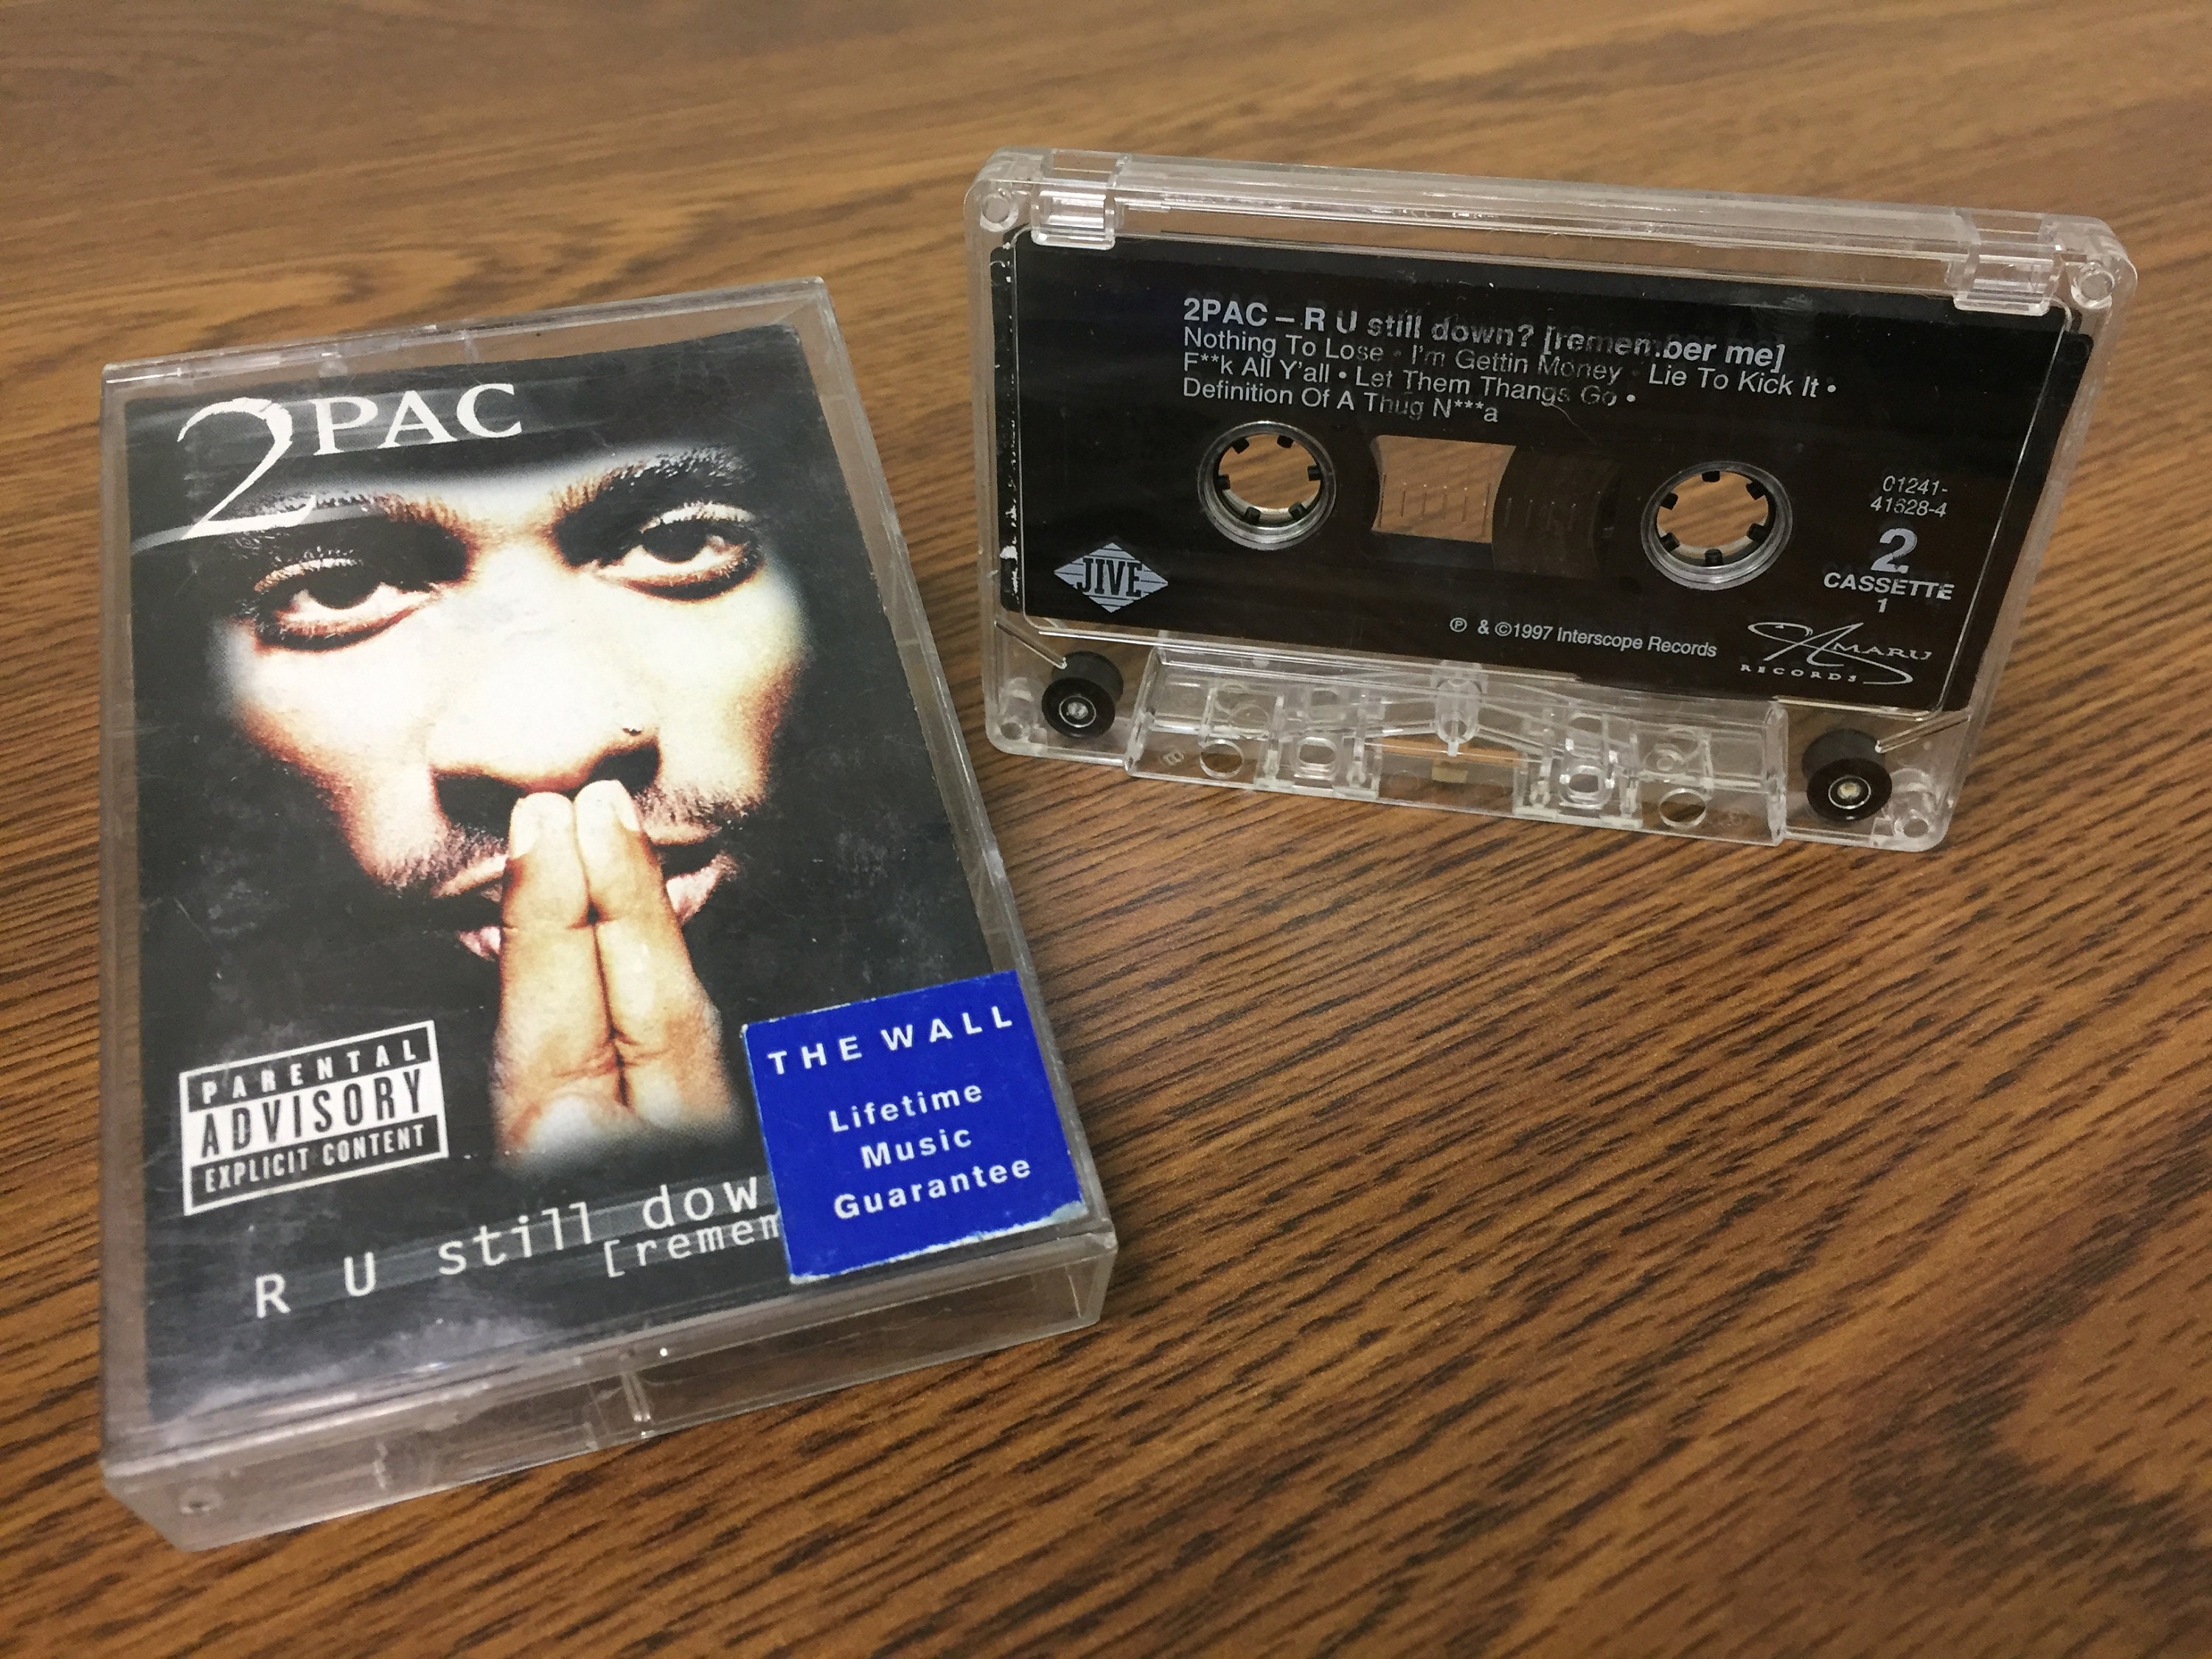 2PAC
PARENTAL
ADVISORY
EXPLICIT CONTENT
R U still dow
[remem
THE WALL
Lifetime
Music
Guarantee
2PAC – R U still down? [remember me]
Nothing To Lose • I'm Gettin Money • Lie To Kick It •
F**k All Y'all • Let Them Thangs Go •
Definition Of A Thug N***a
01241-
41628-4
2
CASSETTE
1
JIVE
℗ & ©1997 Interscope Records
AMARU
RECORDS